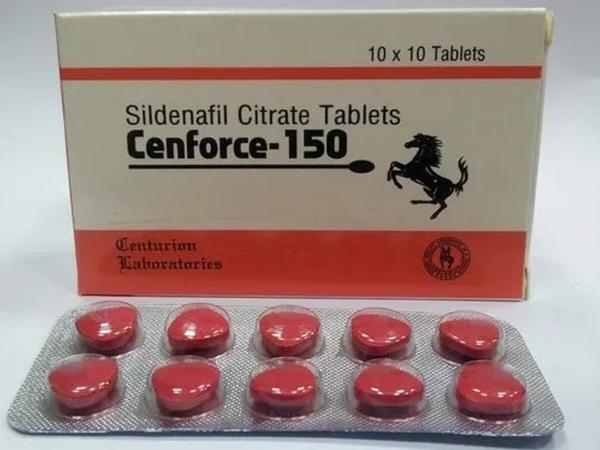 10 x 10 Tablets
Sildenafil Citrate Tablets
Cenforce-150
Centurion
Laboratories